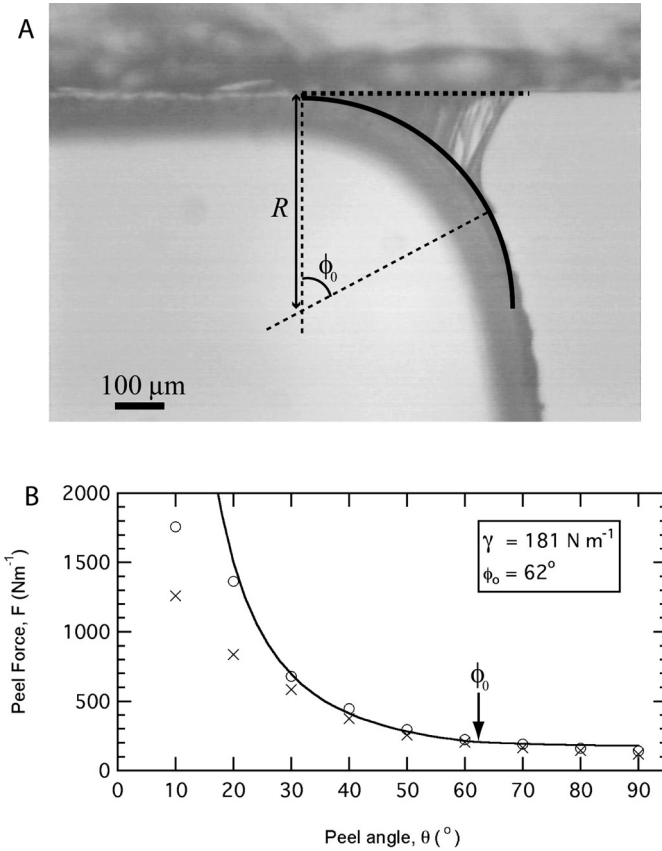 A
R
ϕ₀
100 μm
B
2000
1500
1000
500
0
Peel Force, F (Nm⁻¹)
γ = 181 N m⁻¹
ϕₒ = 62°
ϕ₀
0 10 20 30 40 50 60 70 80 90
Peel angle, θ (°)